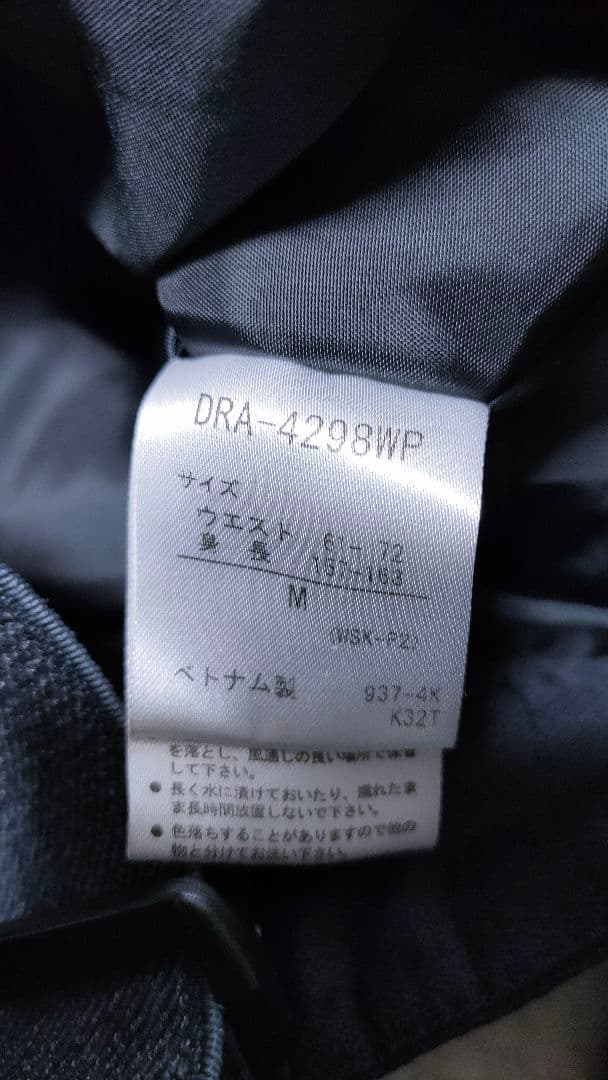 DRA-4298WP
サイズ
ウエスト 61- 72
身 長 157-163
M
(WSK-P2)
ベトナム製 937-4K
K32T
を落とし、風通しの良い場所で保管
して下さい。
● 長く水に漬けておいたり、濡れたま
ま長時間放置しないで下さい。
● 色落ちすることがありますので他の
物と分けてお洗い下さい。